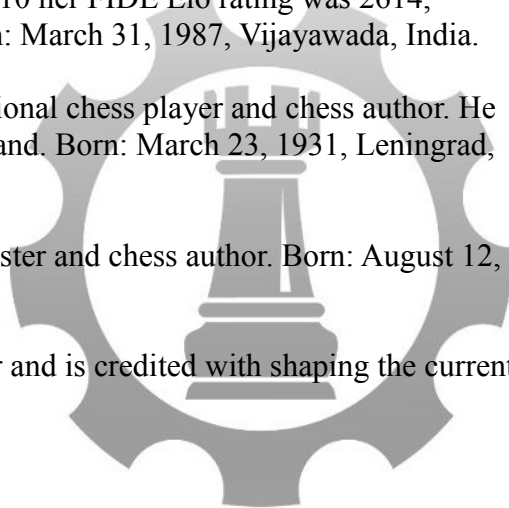 10 her FIDE Elo rating was 2614,
n: March 31, 1987, Vijayawada, India.
ional chess player and chess author. He
and. Born: March 23, 1931, Leningrad,
ster and chess author. Born: August 12,
r and is credited with shaping the current